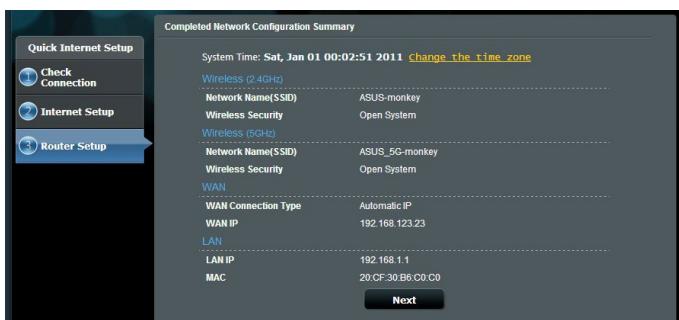 Completed Network Configuration Summary
Quick Internet Setup
1 Check Connection
2 Internet Setup
3 Router Setup
System Time: Sat, Jan 01 00:02:51 2011 Change the time zone
Wireless (2.4GHz)
Network Name(SSID) ASUS-monkey
Wireless Security Open System
Wireless (5GHz)
Network Name(SSID) ASUS_5G-monkey
Wireless Security Open System
WAN
WAN Connection Type Automatic IP
WAN IP 192.168.123.23
LAN
LAN IP 192.168.1.1
MAC 20:CF:30:B6:C0:C0
Next